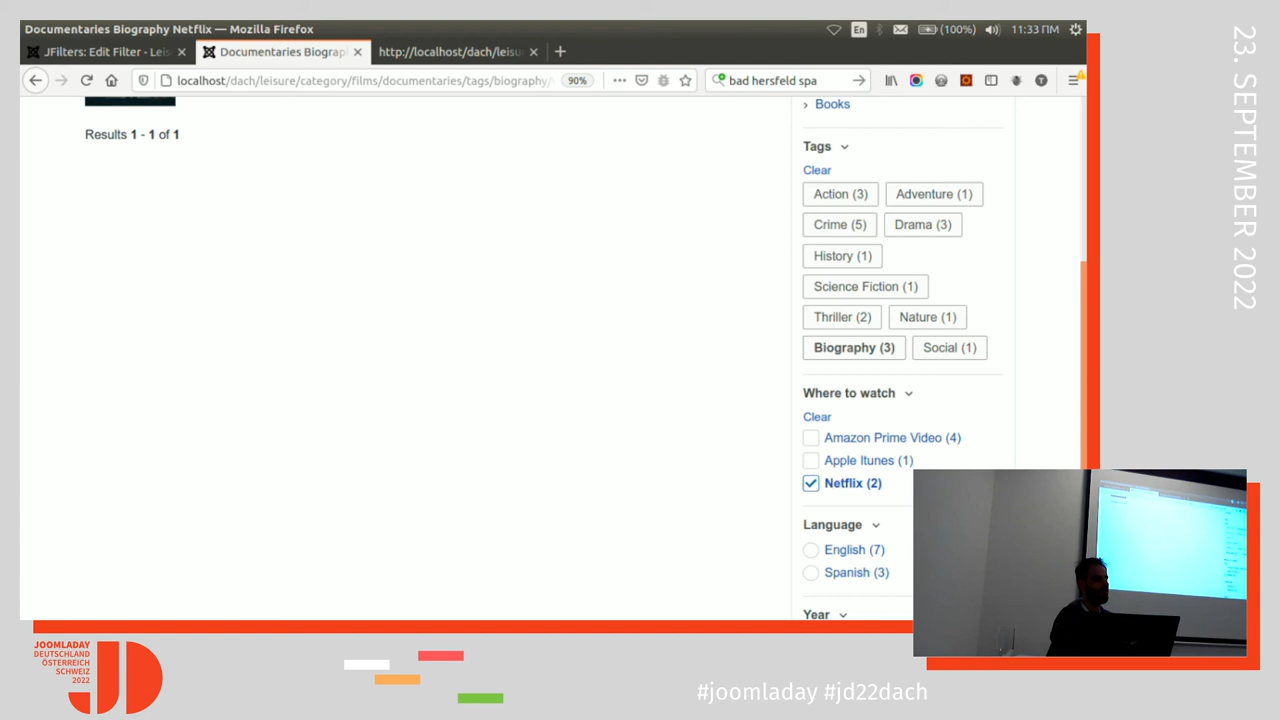 Documentaries Biography Netflix — Mozilla Firefox
En
(100%)
11:33 ΠΜ
JFilters: Edit Filter - Leis
Documentaries Biograp
http://localhost/dach/leisu
localhost/dach/leisure/category/films/documentaries/tags/biography/
90%
bad hersfeld spa
Results 1 - 1 of 1
Books
Tags
Clear
Action (3)
Adventure (1)
Crime (5)
Drama (3)
History (1)
Science Fiction (1)
Thriller (2)
Nature (1)
Biography (3)
Social (1)
Where to watch
Clear
Amazon Prime Video (4)
Apple Itunes (1)
Netflix (2)
Language
English (7)
Spanish (3)
Year
23. SEPTEMBER 2022
JOOMLADAY
DEUTSCHLAND
ÖSTERREICH
SCHWEIZ
2022
JD
#joomladay #jd22dach